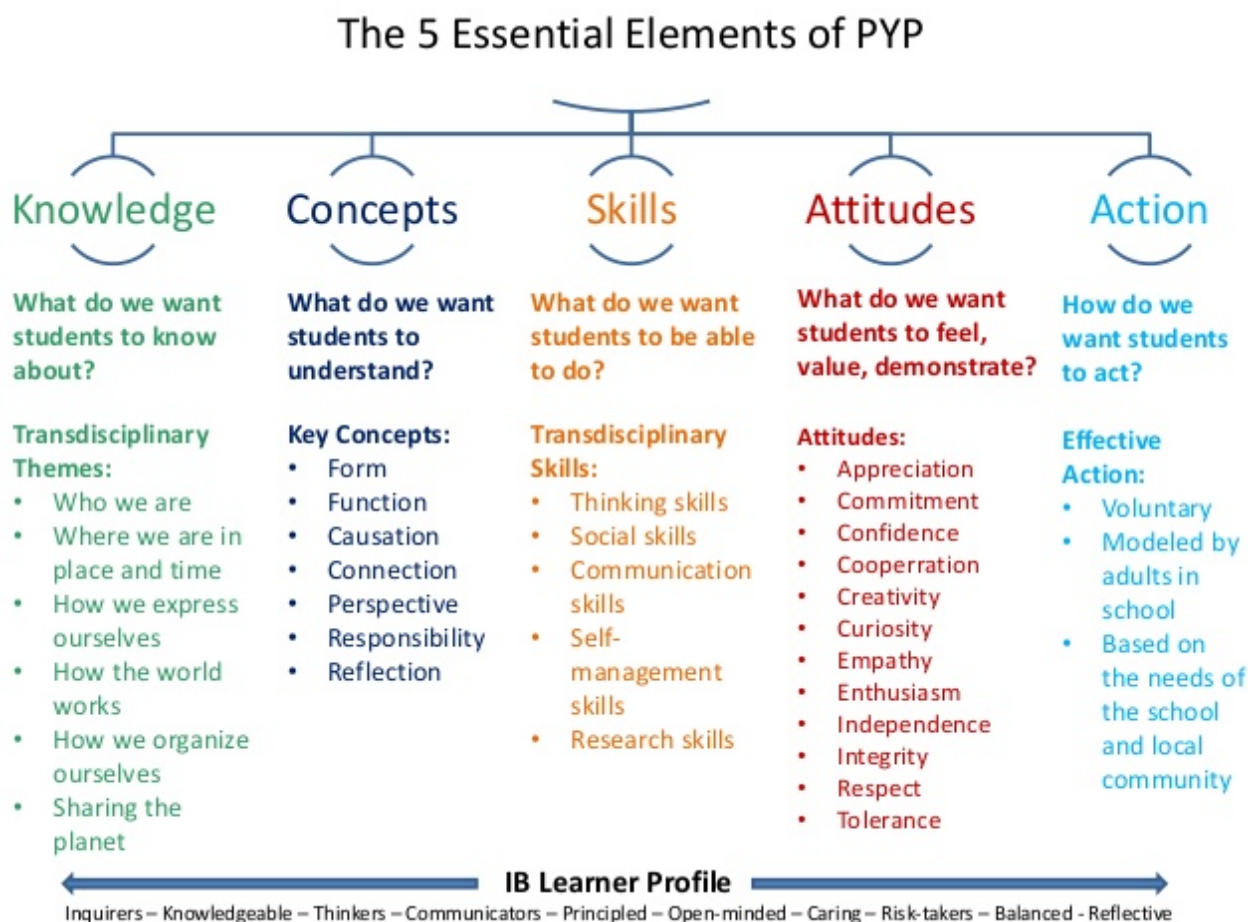 The 5 Essential Elements of PYP
Knowledge
What do we want
students to know
about?
Transdisciplinary
Themes:
• Who we are
• Where we are in
place and time
• How we express
ourselves
• How the world
works
• How we organize
ourselves
• Sharing the
planet
Concepts
What do we want
students to
understand?
Key Concepts:
• Form
• Function
• Causation
• Connection
• Perspective
• Responsibility
• Reflection
Skills
What do we want
students to be able
to do?
Transdisciplinary
Skills:
• Thinking skills
• Social skills
• Communication
skills
• Self-
management
skills
• Research skills
Attitudes
What do we want
students to feel,
value, demonstrate?
Attitudes:
• Appreciation
• Commitment
• Confidence
• Cooperration
• Creativity
• Curiosity
• Empathy
• Enthusiasm
• Independence
• Integrity
• Respect
• Tolerance
Action
How do we
want students
to act?
Effective
Action:
• Voluntary
• Modeled by
adults in
school
• Based on
the needs of
the school
and local
community
IB Learner Profile
Inquirers – Knowledgeable – Thinkers – Communicators – Principled – Open-minded – Caring – Risk-takers – Balanced - Reflective